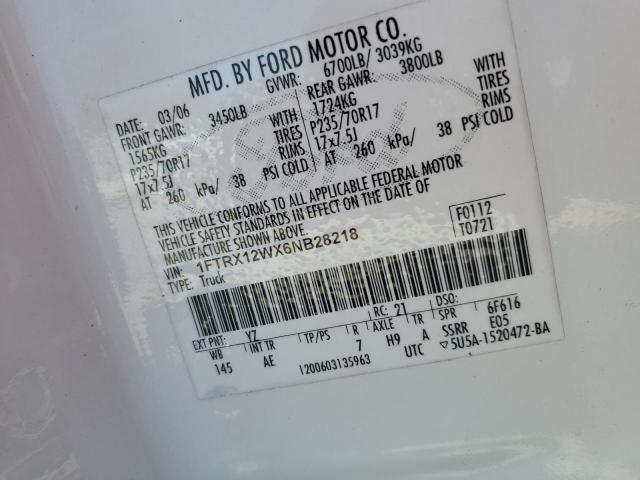 MFD. BY FORD MOTOR CO.
DATE: 03/06 GVWR: 6700LB/ 3039KG
FRONT GAWR: 3450LB REAR GAWR: 3800LB
1565KG WITH 1724KG WITH
P235/70R17 TIRES P235/70R17 TIRES
17x7.5J RIMS 17x7.5J RIMS
AT 260 kPa/ 38 PSI COLD AT 260 kPa/ 38 PSI COLD
THIS VEHICLE CONFORMS TO ALL APPLICABLE FEDERAL MOTOR
VEHICLE SAFETY STANDARDS IN EFFECT ON THE DATE OF
MANUFACTURE SHOWN ABOVE.
VIN: 1FTRX12WX6NB28218 F0112
TYPE: Truck T0721
EXT PNT: YZ RC: 21 DSO:
WB INT TR TP/PS R AXLE TR SPR 6F616
145 AE 7 H9 A SSRR E05
1200603135963 UTC ▽5U5A-1520472-BA